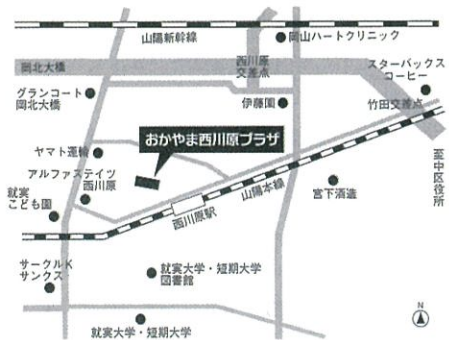 山陽新幹線
岡山ハートクリニック
岡北大橋
西川原
交差点
スターバックス
コーヒー
グランコート
岡北大橋
伊藤園
竹田交差点
おかやま西川原プラザ
ヤマト運輸
至中区役所
アルファステイツ
西川原
山陽本線
宮下酒造
就実
こども園
西川原駅
サークルK
サンクス
就実大学・短期大学
図書館
就実大学・短期大学
N